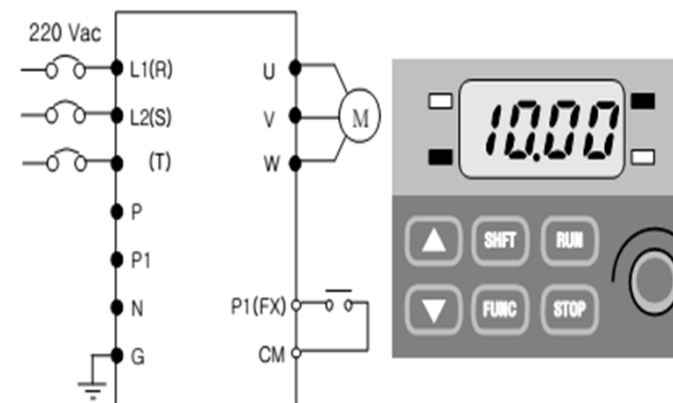 220 Vac
L1(R)
U
L2(S)
V
M
(T)
W
P
P1
N
P1(FX)
G
CM
10.00
SHFT
RUN
FUNC
STOP